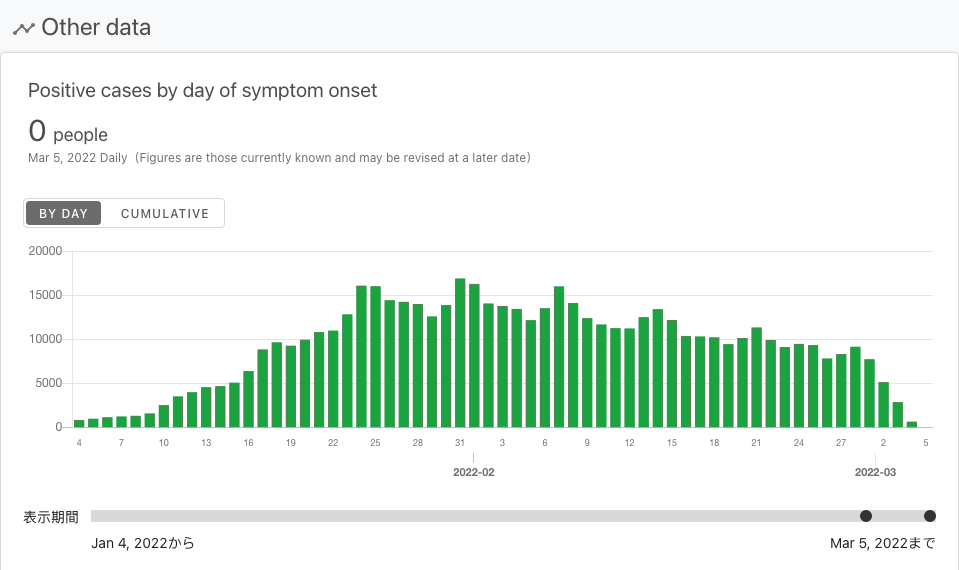 Other data
Positive cases by day of symptom onset
0 people
Mar 5, 2022 Daily（Figures are those currently known and may be revised at a later date）
BY DAY CUMULATIVE
20000
15000
10000
5000
0
4 7 10 13 16 19 22 25 28 31 3 6 9 12 15 18 21 24 27 2 5
2022-02 2022-03
表示期間
Jan 4, 2022から Mar 5, 2022まで